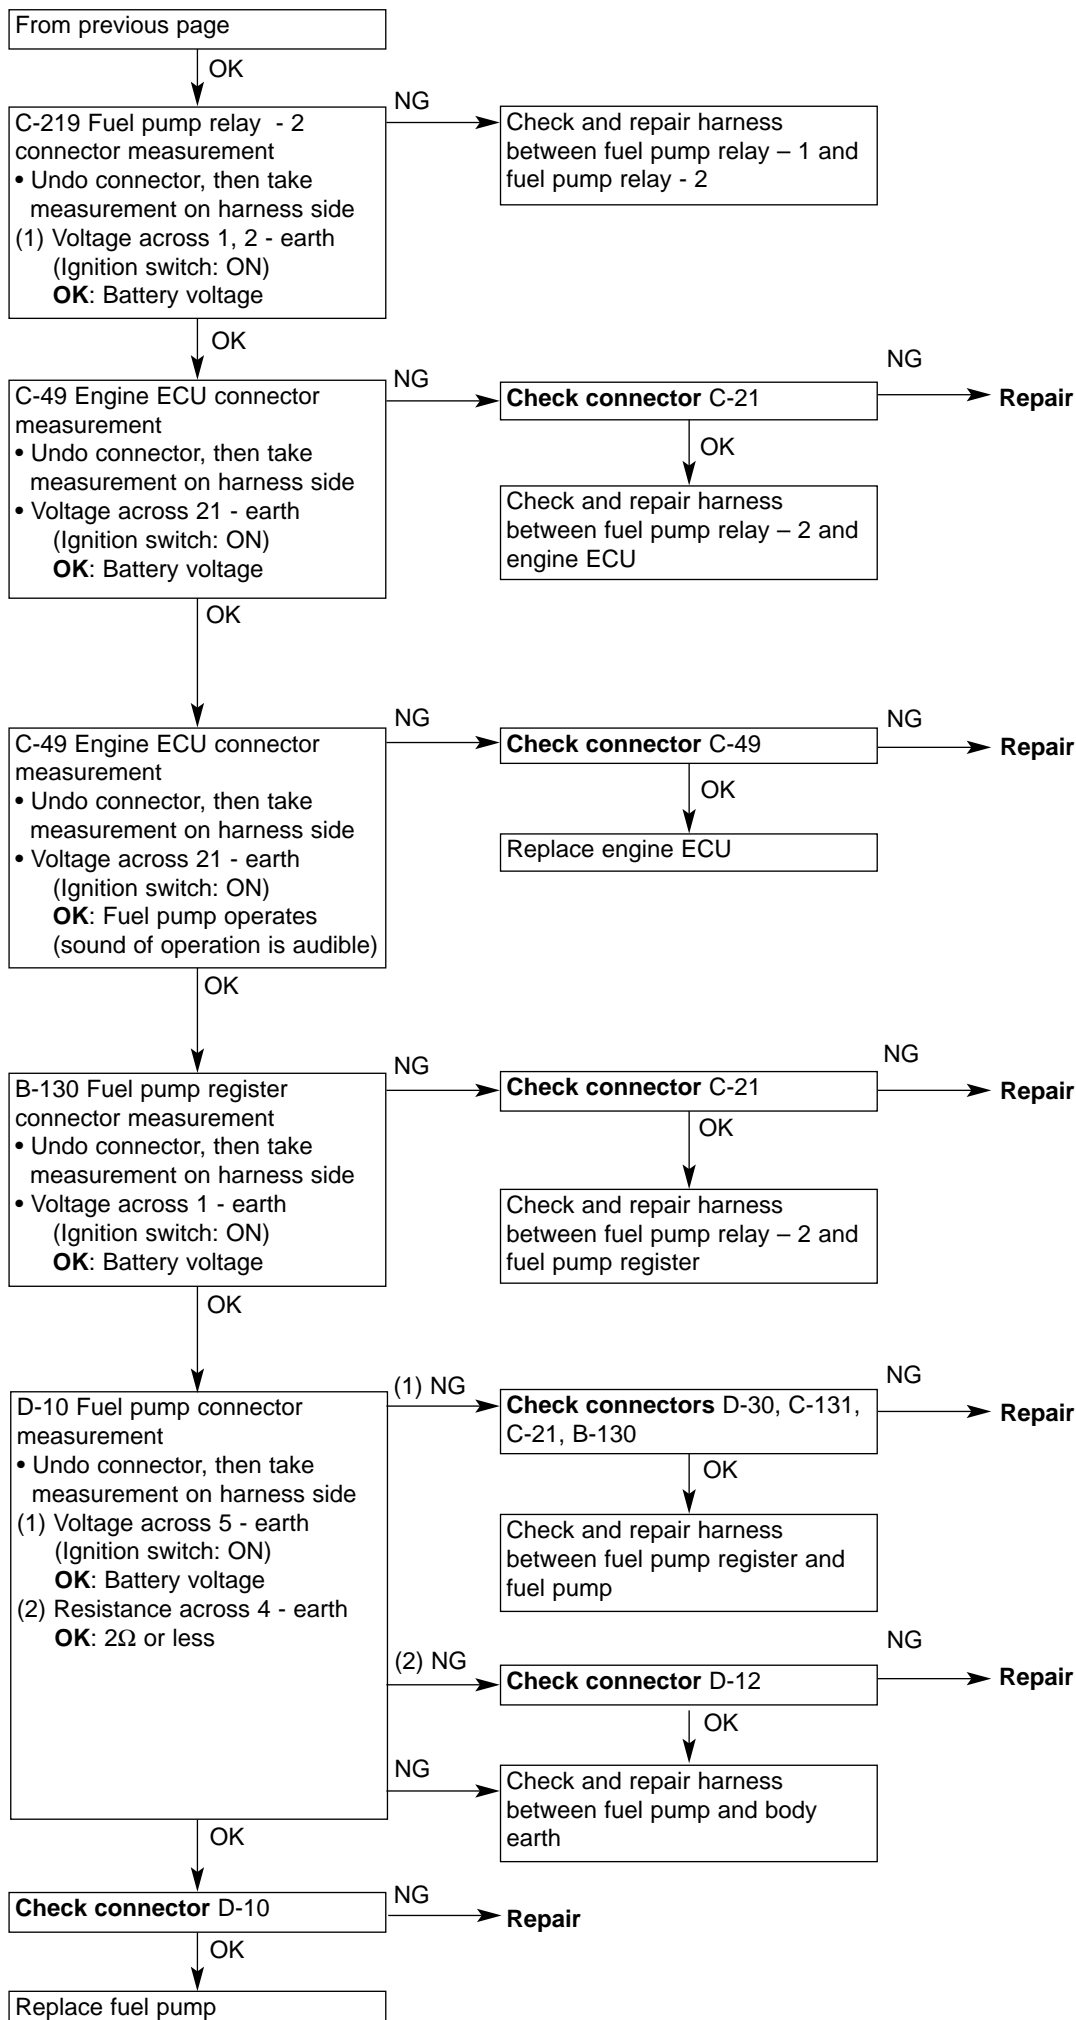 From previous page
OK
C-219 Fuel pump relay - 2
connector measurement
• Undo connector, then take
measurement on harness side
(1) Voltage across 1, 2 - earth
(Ignition switch: ON)
OK: Battery voltage
NG
Check and repair harness
between fuel pump relay – 1 and
fuel pump relay - 2
OK
C-49 Engine ECU connector
measurement
• Undo connector, then take
measurement on harness side
• Voltage across 21 - earth
(Ignition switch: ON)
OK: Battery voltage
NG
Check connector C-21
NG
Repair
OK
Check and repair harness
between fuel pump relay – 2 and
engine ECU
OK
C-49 Engine ECU connector
measurement
• Undo connector, then take
measurement on harness side
• Voltage across 21 - earth
(Ignition switch: ON)
OK: Fuel pump operates
(sound of operation is audible)
NG
Check connector C-49
NG
Repair
OK
Replace engine ECU
OK
B-130 Fuel pump register
connector measurement
• Undo connector, then take
measurement on harness side
• Voltage across 1 - earth
(Ignition switch: ON)
OK: Battery voltage
NG
Check connector C-21
NG
Repair
OK
Check and repair harness
between fuel pump relay – 2 and
fuel pump register
OK
D-10 Fuel pump connector
measurement
• Undo connector, then take
measurement on harness side
(1) Voltage across 5 - earth
(Ignition switch: ON)
OK: Battery voltage
(2) Resistance across 4 - earth
OK: 2Ω or less
(1) NG
Check connectors D-30, C-131,
C-21, B-130
NG
Repair
OK
Check and repair harness
between fuel pump register and
fuel pump
(2) NG
Check connector D-12
NG
Repair
OK
NG
Check and repair harness
between fuel pump and body
earth
OK
Check connector D-10
NG
Repair
OK
Replace fuel pump